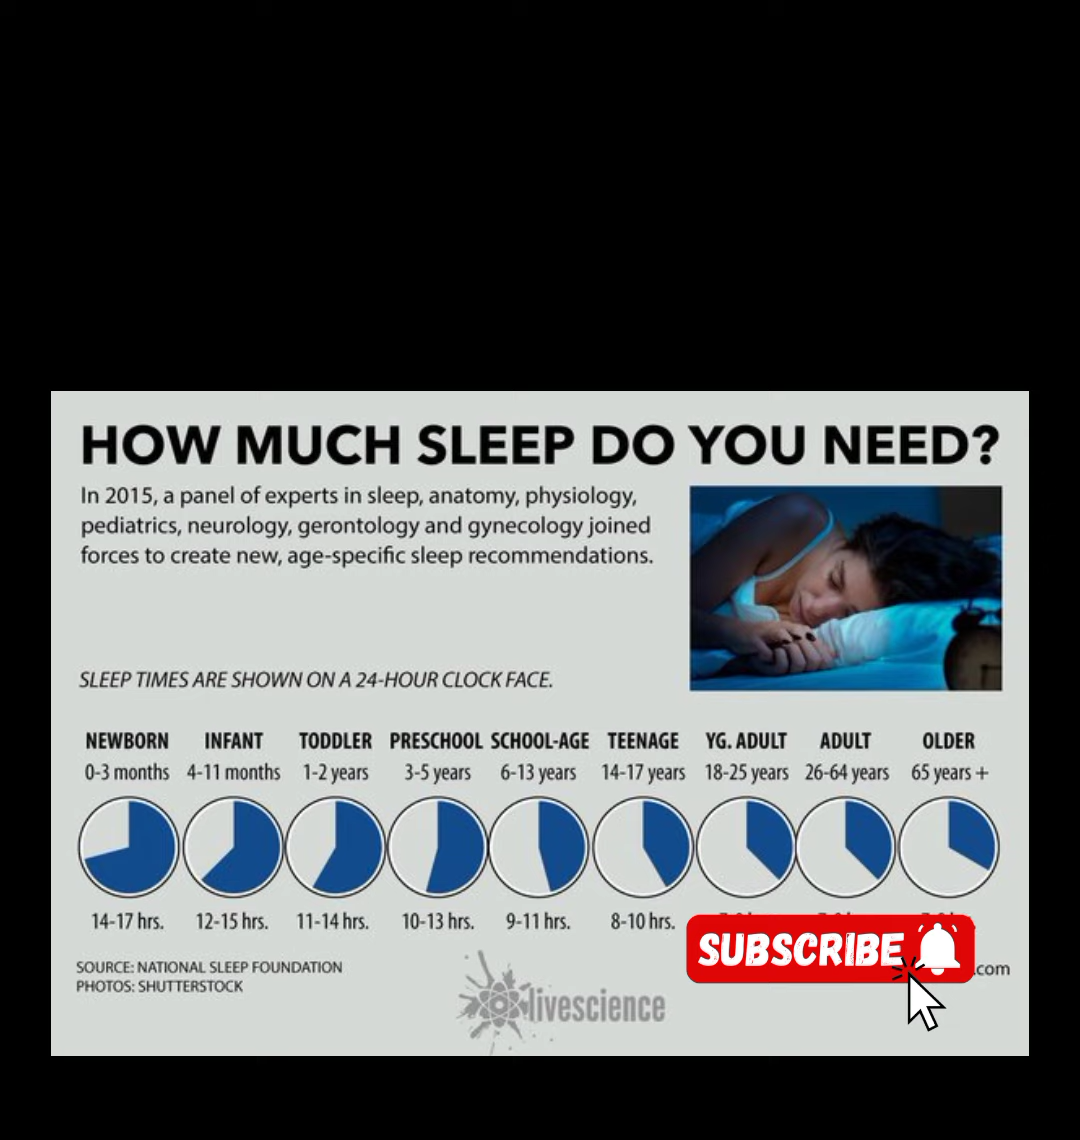 HOW MUCH SLEEP DO YOU NEED?
In 2015, a panel of experts in sleep, anatomy, physiology,
pediatrics, neurology, gerontology and gynecology joined
forces to create new, age-specific sleep recommendations.
SLEEP TIMES ARE SHOWN ON A 24-HOUR CLOCK FACE.
NEWBORN INFANT TODDLER PRESCHOOL SCHOOL-AGE TEENAGE YG. ADULT ADULT OLDER
0-3 months 4-11 months 1-2 years 3-5 years 6-13 years 14-17 years 18-25 years 26-64 years 65 years +
14-17 hrs. 12-15 hrs. 11-14 hrs. 10-13 hrs. 9-11 hrs. 8-10 hrs.
SUBSCRIBE
SOURCE: NATIONAL SLEEP FOUNDATION
.com
PHOTOS: SHUTTERSTOCK
livescience